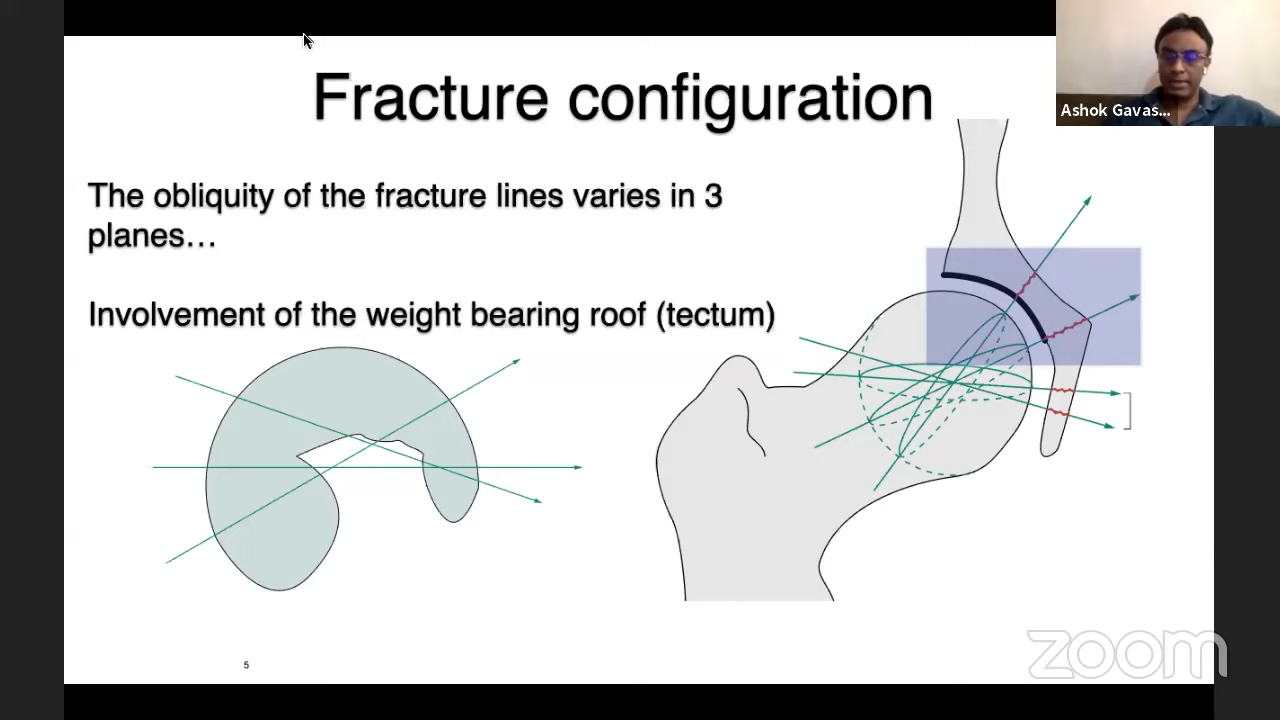 Fracture configuration
Ashok Gavas...
The obliquity of the fracture lines varies in 3
planes…
Involvement of the weight bearing roof (tectum)
5
zoom